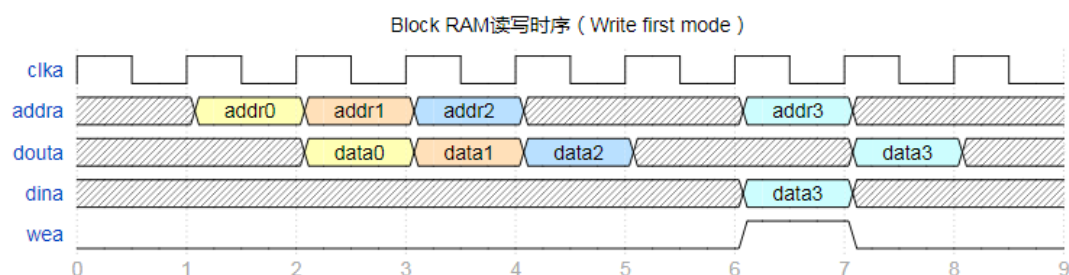 Block RAM读写时序（Write first mode）
clka
addra addr0 addr1 addr2 addr3
douta data0 data1 data2 data3
dina data3
wea
0 1 2 3 4 5 6 7 8 9